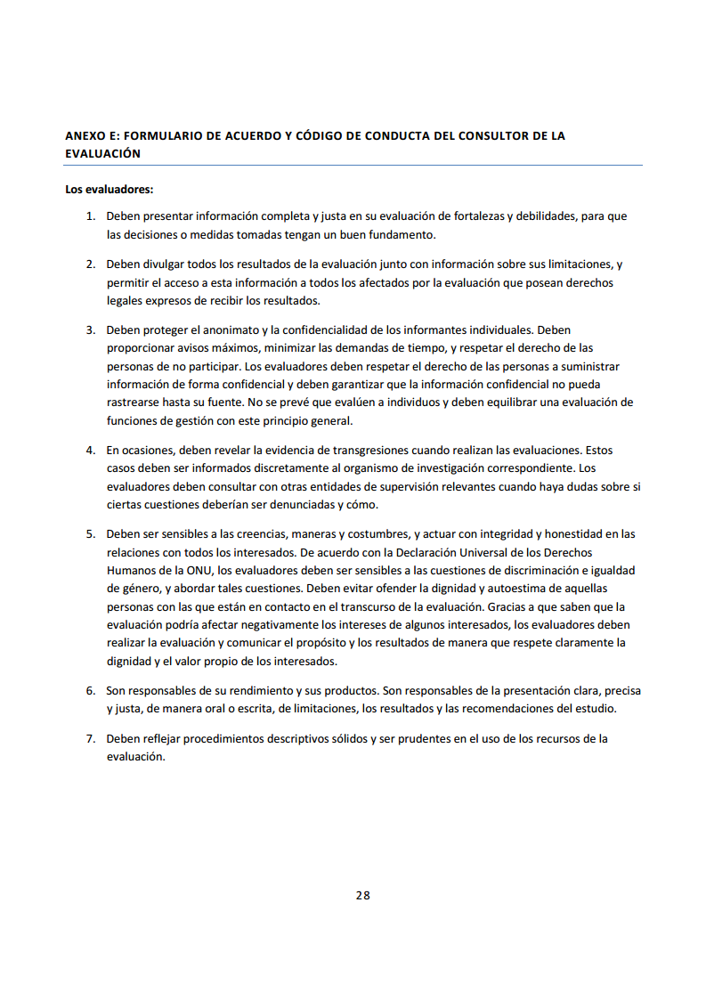 ANEXO E: FORMULARIO DE ACUERDO Y CÓDIGO DE CONDUCTA DEL CONSULTOR DE LA
EVALUACIÓN
Los evaluadores:
1. Deben presentar información completa y justa en su evaluación de fortalezas y debilidades, para que
las decisiones o medidas tomadas tengan un buen fundamento.
2. Deben divulgar todos los resultados de la evaluación junto con información sobre sus limitaciones, y
permitir el acceso a esta información a todos los afectados por la evaluación que posean derechos
legales expresos de recibir los resultados.
3. Deben proteger el anonimato y la confidencialidad de los informantes individuales. Deben
proporcionar avisos máximos, minimizar las demandas de tiempo, y respetar el derecho de las
personas de no participar. Los evaluadores deben respetar el derecho de las personas a suministrar
información de forma confidencial y deben garantizar que la información confidencial no pueda
rastrearse hasta su fuente. No se prevé que evalúen a individuos y deben equilibrar una evaluación de
funciones de gestión con este principio general.
4. En ocasiones, deben revelar la evidencia de transgresiones cuando realizan las evaluaciones. Estos
casos deben ser informados discretamente al organismo de investigación correspondiente. Los
evaluadores deben consultar con otras entidades de supervisión relevantes cuando haya dudas sobre si
ciertas cuestiones deberían ser denunciadas y cómo.
5. Deben ser sensibles a las creencias, maneras y costumbres, y actuar con integridad y honestidad en las
relaciones con todos los interesados. De acuerdo con la Declaración Universal de los Derechos
Humanos de la ONU, los evaluadores deben ser sensibles a las cuestiones de discriminación e igualdad
de género, y abordar tales cuestiones. Deben evitar ofender la dignidad y autoestima de aquellas
personas con las que están en contacto en el transcurso de la evaluación. Gracias a que saben que la
evaluación podría afectar negativamente los intereses de algunos interesados, los evaluadores deben
realizar la evaluación y comunicar el propósito y los resultados de manera que respete claramente la
dignidad y el valor propio de los interesados.
6. Son responsables de su rendimiento y sus productos. Son responsables de la presentación clara, precisa
y justa, de manera oral o escrita, de limitaciones, los resultados y las recomendaciones del estudio.
7. Deben reflejar procedimientos descriptivos sólidos y ser prudentes en el uso de los recursos de la
evaluación.
28